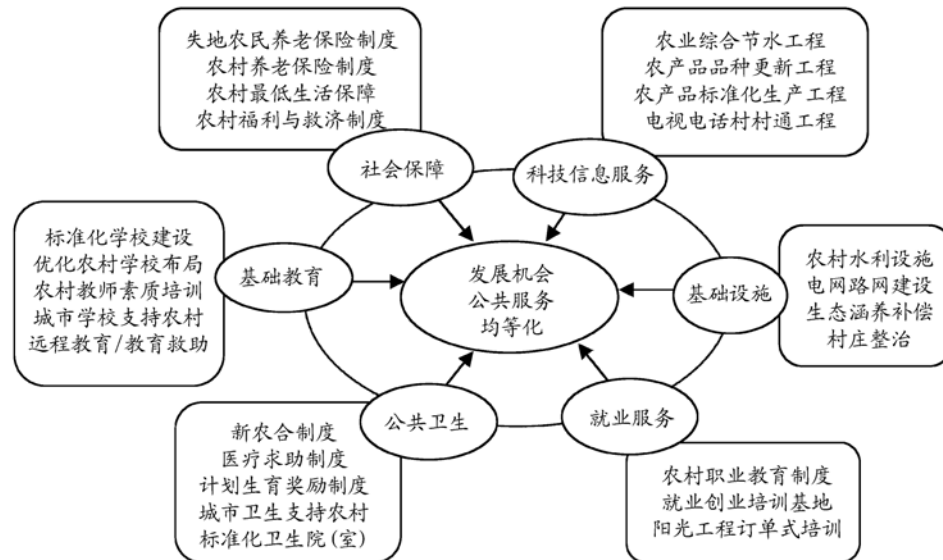 失地农民养老保险制度
农村养老保险制度
农村最低生活保障
农村福利与救济制度
农业综合节水工程
农产品品种更新工程
农产品标准化生产工程
电视电话村村通工程
社会保障
科技信息服务
标准化学校建设
优化农村学校布局
农村教师素质培训
城市学校支持农村
远程教育/教育救助
基础教育
发展机会
公共服务
均等化
基础设施
农村水利设施
电网路网建设
生态涵养补偿
村庄整治
公共卫生
就业服务
新农合制度
医疗求助制度
计划生育奖励制度
城市卫生支持农村
标准化卫生院(室)
农村职业教育制度
就业创业培训基地
阳光工程订单式培训